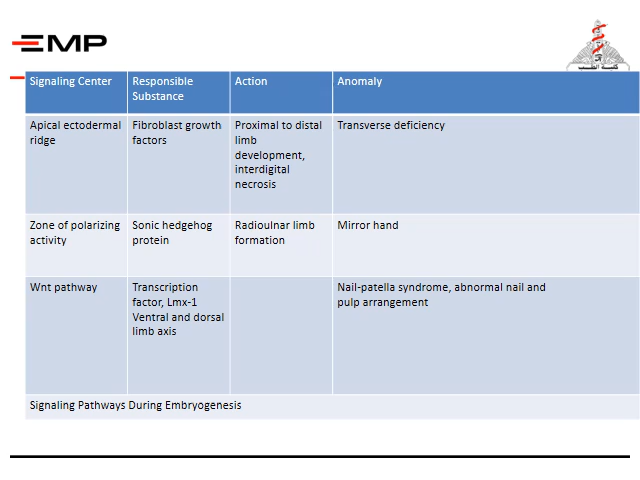 EMP
كلية الطب
Signaling Center
Responsible
Substance
Action
Anomaly
Apical ectodermal
ridge
Fibroblast growth
factors
Proximal to distal
limb
development,
interdigital
necrosis
Transverse deficiency
Zone of polarizing
activity
Sonic hedgehog
protein
Radioulnar limb
formation
Mirror hand
Wnt pathway
Transcription
factor, Lmx-1
Ventral and dorsal
limb axis
Nail-patella syndrome, abnormal nail and
pulp arrangement
Signaling Pathways During Embryogenesis